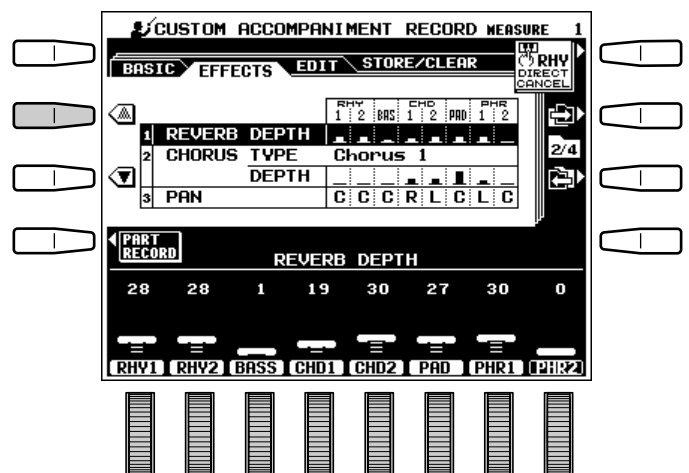 CUSTOM ACCOMPANIMENT RECORD MEASURE 1
BASIC EFFECTS EDIT STORE/CLEAR
RHY
DIRECT
CANCEL
RHY CHD PHR
1 2 BAS 1 2 PAD 1 2
1 REVERB DEPTH
2 CHORUS TYPE Chorus 1
2/4
DEPTH
3 PAN C C C R L C L C
PART
RECORD
REVERB DEPTH
28 28 1 19 30 27 30 0
RHY1 RHY2 BASS CHD1 CHD2 PAD PHR1 PHR2